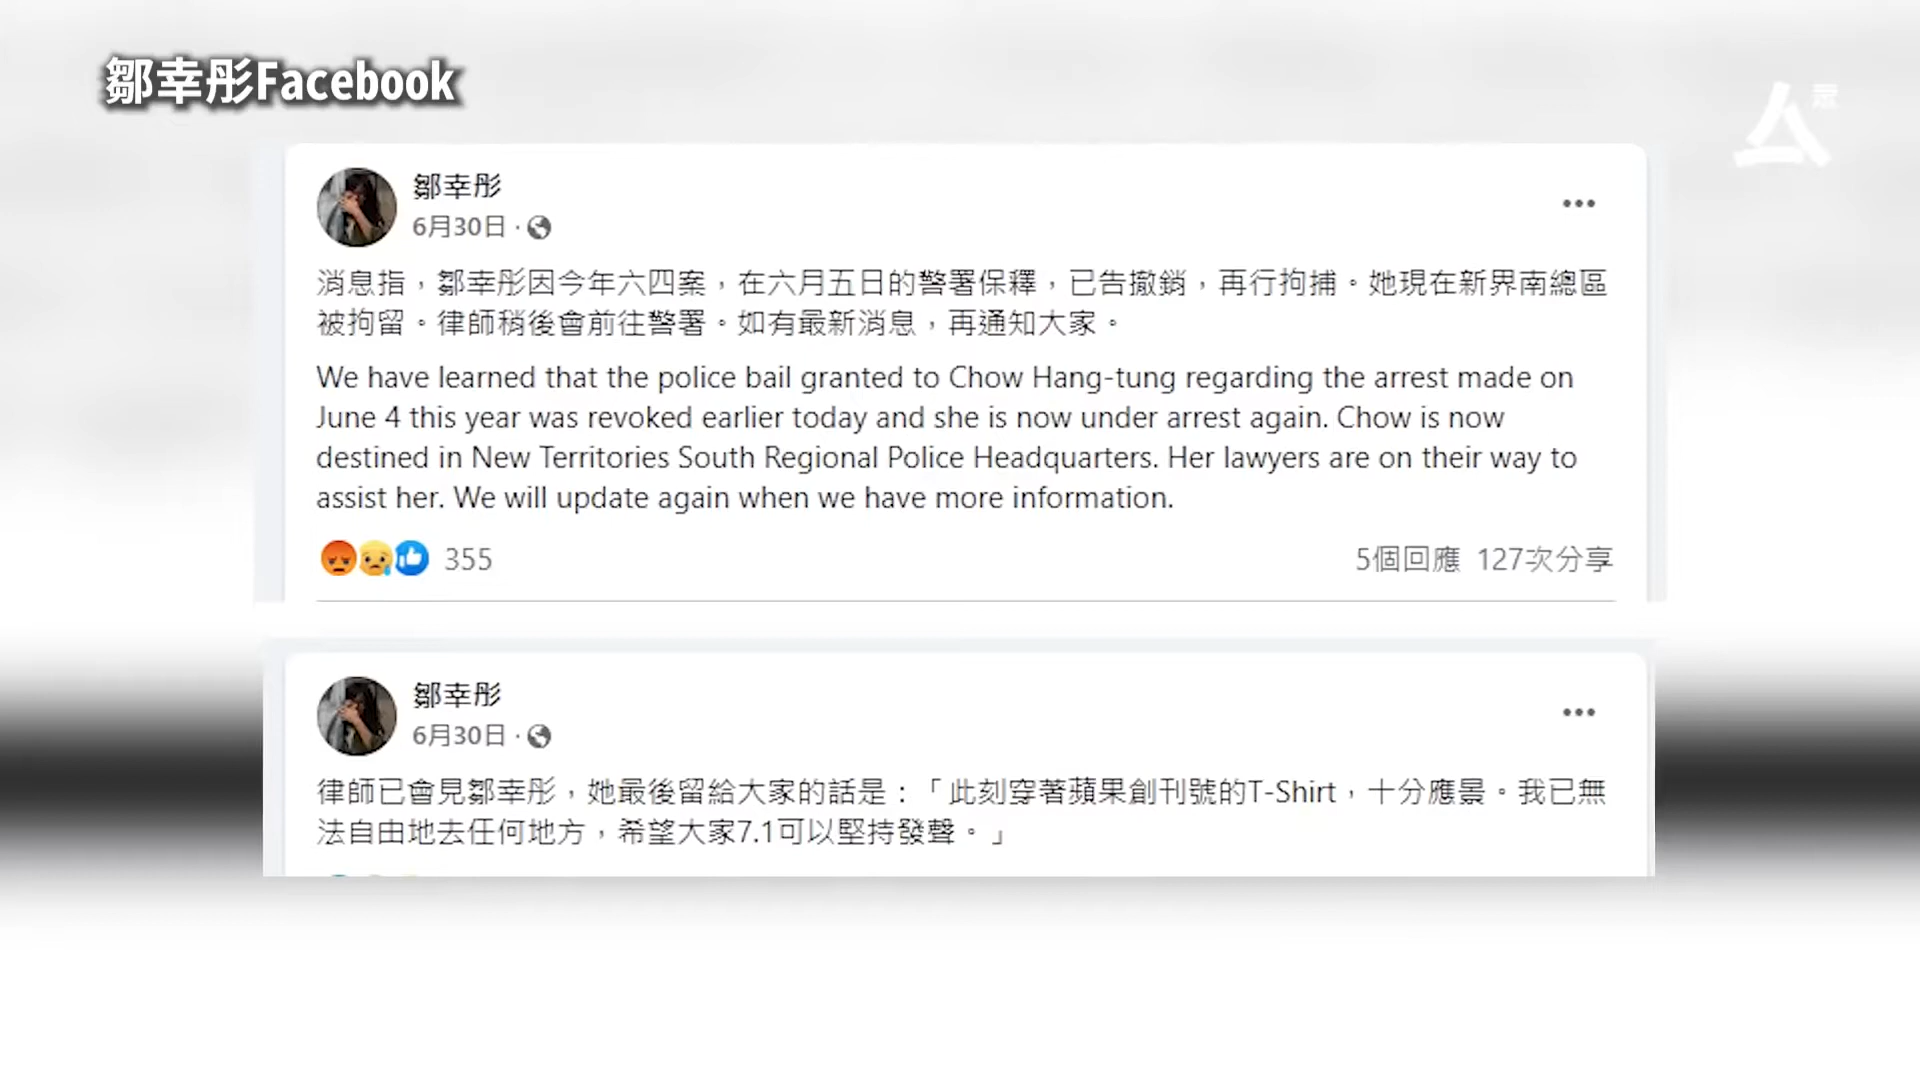 鄒幸彤Facebook
眾
鄒幸彤
6月30日 ·
消息指，鄒幸彤因今年六四案，在六月五日的警署保釋，已告撤銷，再行拘捕。她現在新界南總區
被拘留。律師稍後會前往警署。如有最新消息，再通知大家。
We have learned that the police bail granted to Chow Hang-tung regarding the arrest made on
June 4 this year was revoked earlier today and she is now under arrest again. Chow is now
destined in New Territories South Regional Police Headquarters. Her lawyers are on their way to
assist her. We will update again when we have more information.
355 5個回應 127次分享
鄒幸彤
6月30日 ·
律師已會見鄒幸彤，她最後留給大家的話是：「此刻穿著蘋果創刊號的T-Shirt，十分應景。我已無
法自由地去任何地方，希望大家7.1可以堅持發聲。」